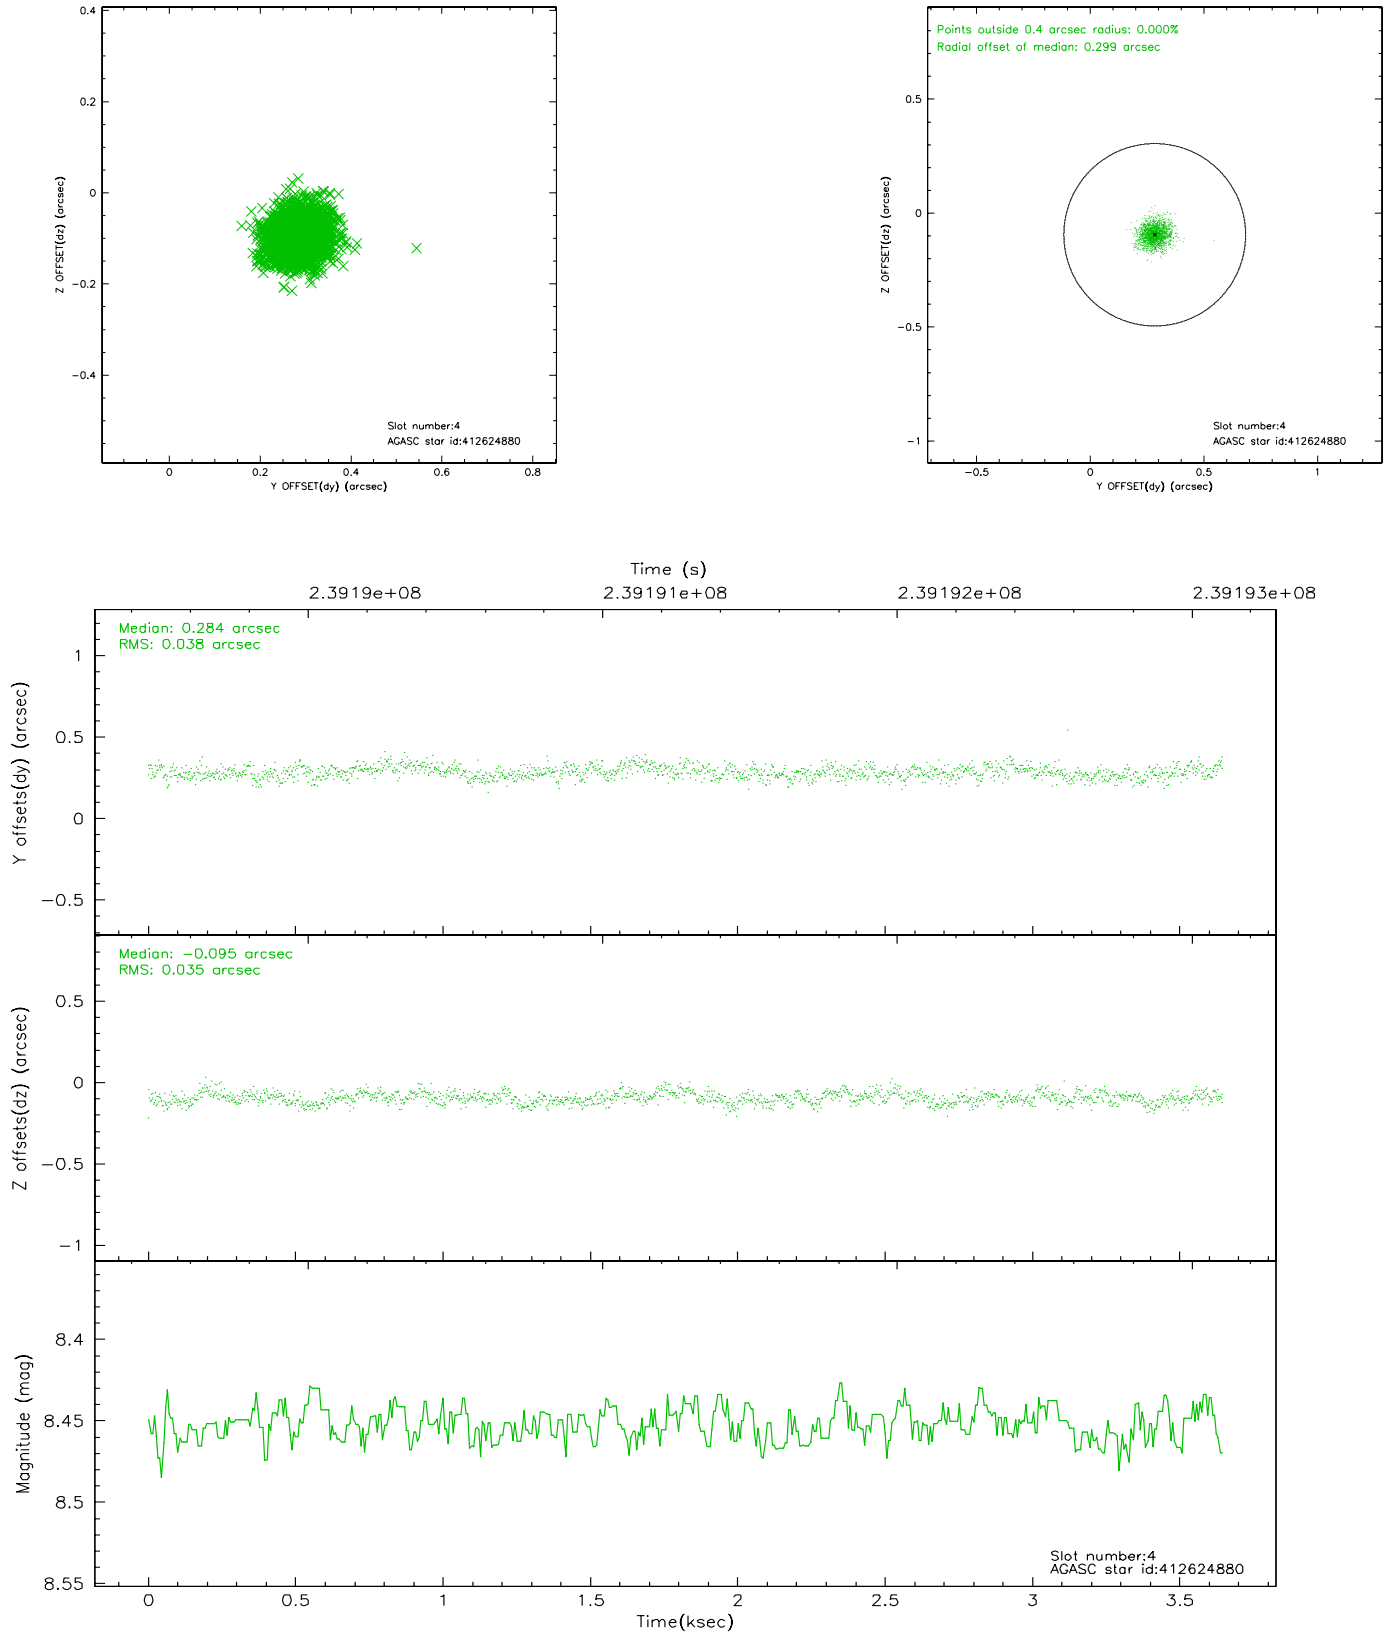 0.4
0.2
0
−0.2
−0.4
Z OFFSET(dz) (arcsec)
Slot number:4
AGASC star id:412624880
0 0.2 0.4 0.6 0.8
Y OFFSET(dy) (arcsec)
Points outside 0.4 arcsec radius: 0.000%
Radial offset of median: 0.299 arcsec
0.5
0
−0.5
−1
Z OFFSET(dz) (arcsec)
Slot number:4
AGASC star id:412624880
−0.5 0 0.5 1
Y OFFSET(dy) (arcsec)
Time (s)
2.3919e+08 2.39191e+08 2.39192e+08 2.39193e+08
Median: 0.284 arcsec
RMS: 0.038 arcsec
1
0.5
0
−0.5
Y offsets(dy) (arcsec)
Median: −0.095 arcsec
RMS: 0.035 arcsec
0.5
0
−0.5
−1
Z offsets(dz) (arcsec)
8.4
8.45
8.5
8.55
Magnitude (mag)
Slot number:4
AGASC star id:412624880
0 0.5 1 1.5 2 2.5 3 3.5
Time(ksec)